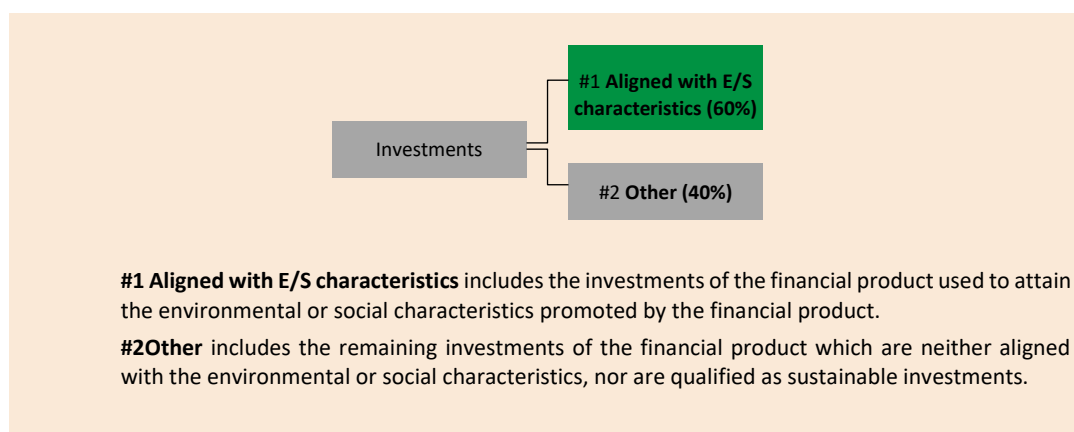 #1 Aligned with E/S
characteristics (60%)
Investments
#2 Other (40%)
#1 Aligned with E/S characteristics includes the investments of the financial product used to attain
the environmental or social characteristics promoted by the financial product.
#2Other includes the remaining investments of the financial product which are neither aligned
with the environmental or social characteristics, nor are qualified as sustainable investments.